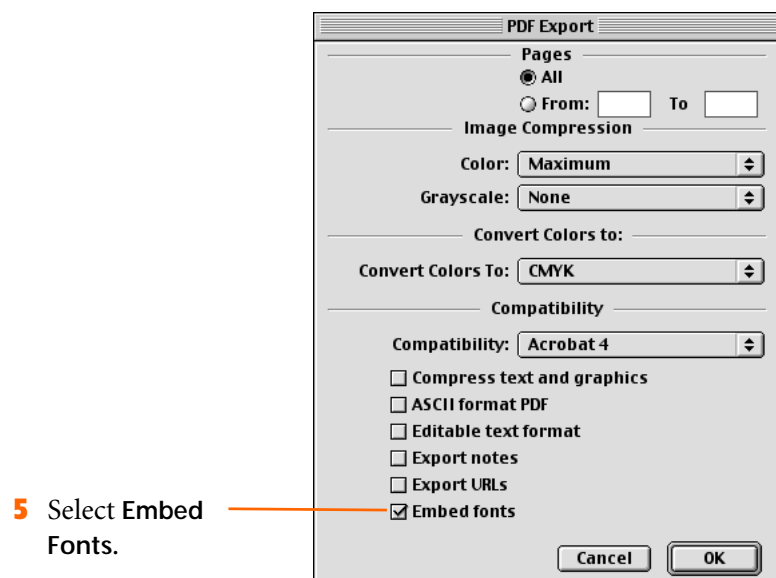 PDF Export
Pages
All
From: To
Image Compression
Color: Maximum
Grayscale: None
Convert Colors to:
Convert Colors To: CMYK
Compatibility
Compatibility: Acrobat 4
Compress text and graphics
ASCII format PDF
Editable text format
Export notes
Export URLs
5 Select Embed
Fonts.
Embed fonts
Cancel OK